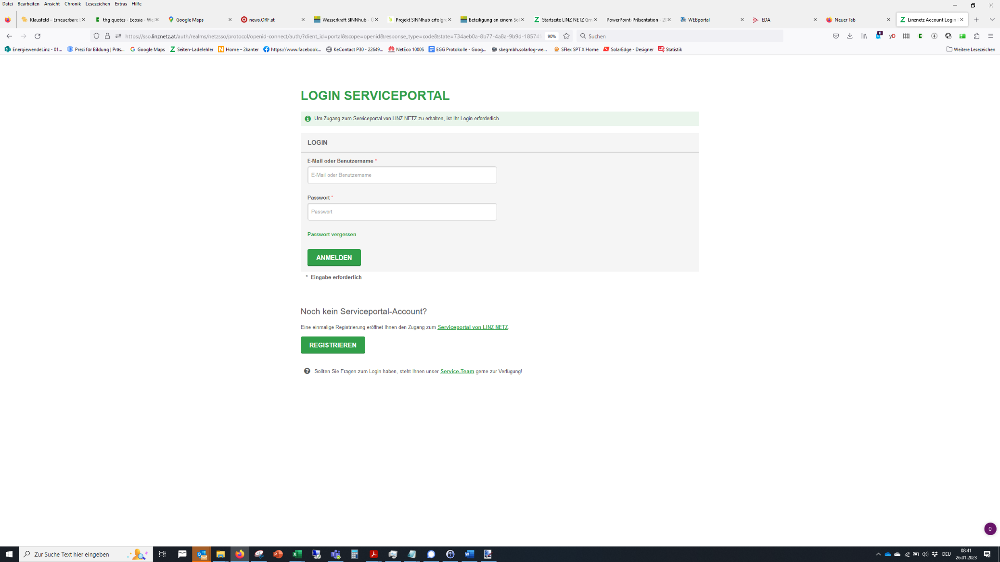 Datei Bearbeiten Ansicht Chronik Lesezeichen Extras Hilfe
Klausfeld – Erneuerbare thg quotes - Ecosia - We Google Maps news.ORF.at Wasserkraft SINNhub - Projekt SINNhub erfolgre Beteiligung an einem So Startseite LINZ NETZ Gm PowerPoint-Präsentation - 20 WEBportal EDA Neuer Tab Linznetz Account Login
https://sso.linznetz.at/auth/realms/netzsso/protocol/openid-connect/auth/?client_id=portal&scope=openid&response_type=code&state=734aeb0a-8b77-4a8a-9b9d-18574 90% Suchen
EnergiewendeLinz - 01... Prezi für Bildung | Präs... Google Maps Seiten-Ladefehler Home – 2kanter https://www.facebook... KeContact P30 - 22649... NetEco 1000S EGG Protokolle - Goog... skegmbh.solarlog-we... SFlex SPT X Home SolarEdge - Designer Statistik Weitere Lesezeichen
LOGIN SERVICEPORTAL
Um Zugang zum Serviceportal von LINZ NETZ zu erhalten, ist Ihr Login erforderlich.
LOGIN
E-Mail oder Benutzername *
E-Mail oder Benutzername
Passwort *
Passwort
Passwort vergessen
ANMELDEN
* Eingabe erforderlich
Noch kein Serviceportal-Account?
Eine einmalige Registrierung eröffnet Ihnen den Zugang zum Serviceportal von LINZ NETZ.
REGISTRIEREN
Sollten Sie Fragen zum Login haben, steht Ihnen unser Service-Team gerne zur Verfügung!
0
Zur Suche Text hier eingeben
DEU
08:41
26.01.2023